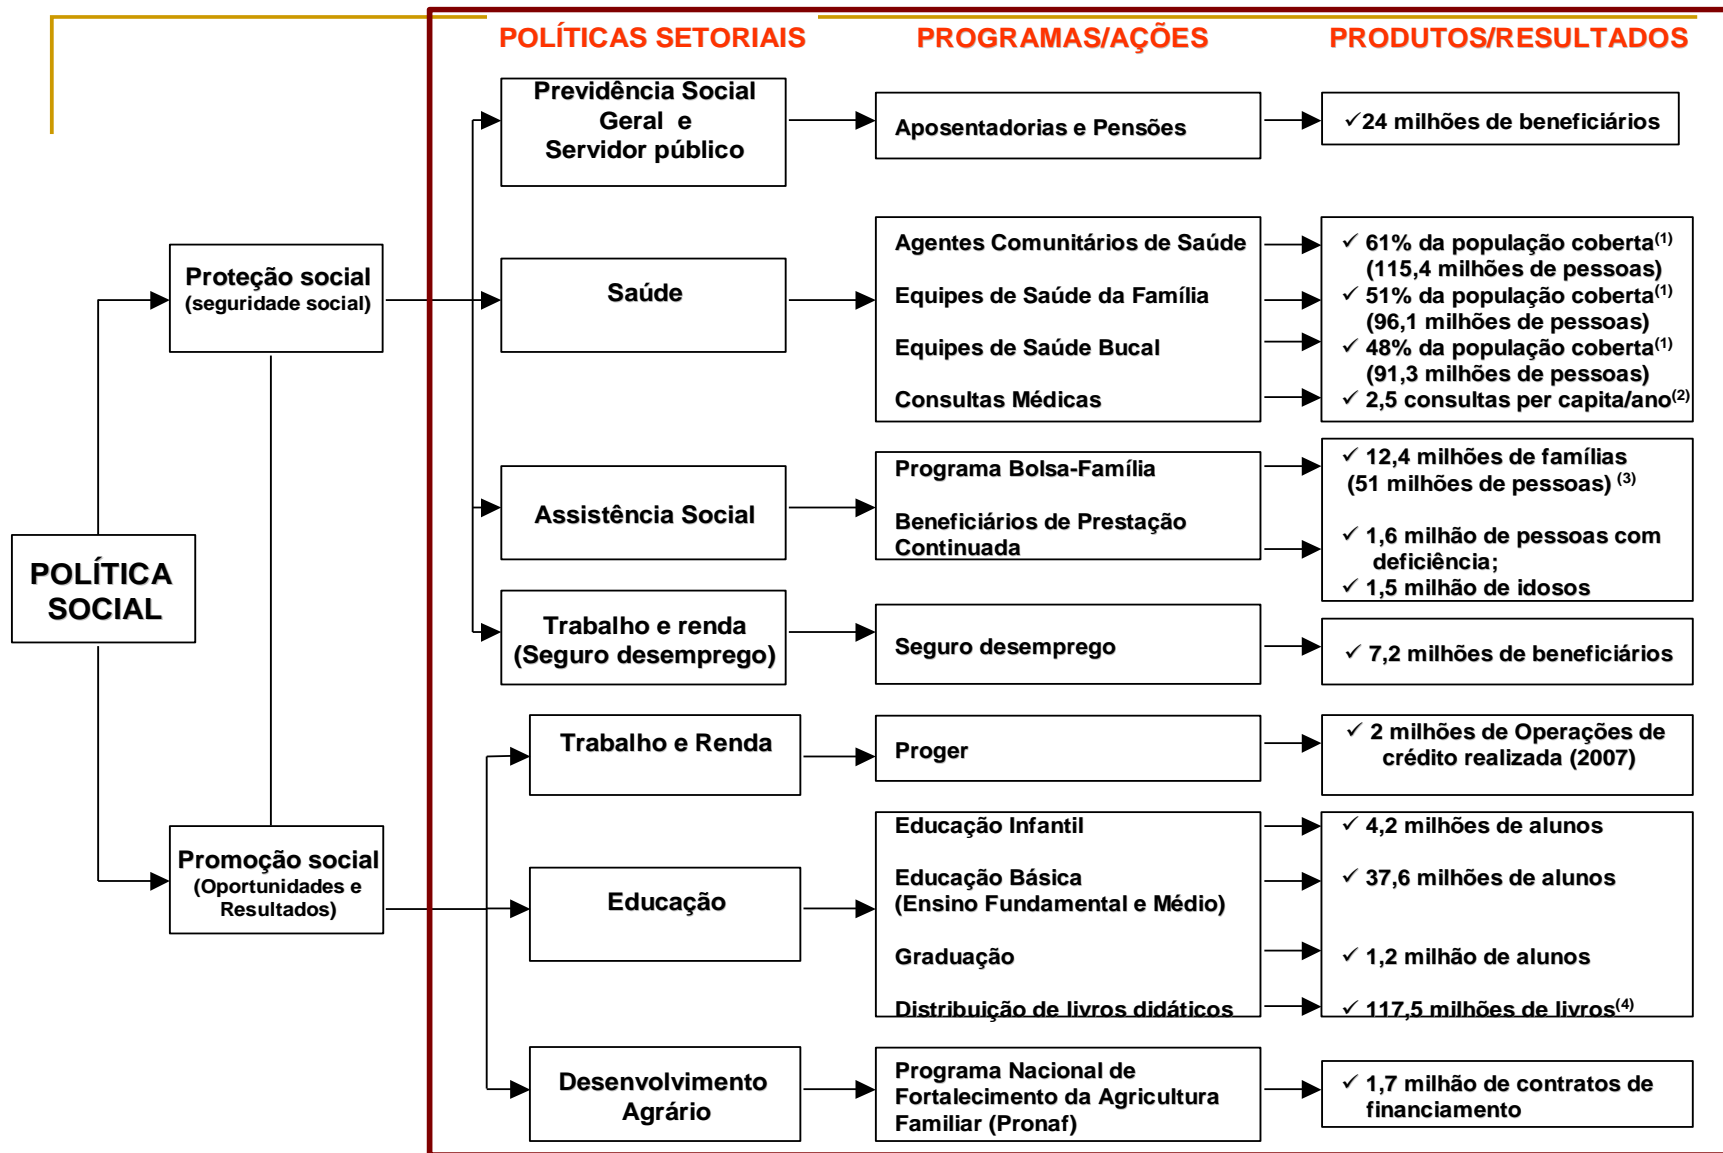 POLÍTICAS SETORIAIS
PROGRAMAS/AÇÕES
PRODUTOS/RESULTADOS
POLÍTICA
SOCIAL
Proteção social
(seguridade social)
Previdência Social
Geral e
Servidor público
Aposentadorias e Pensões
✓24 milhões de beneficiários
Saúde
Agentes Comunitários de Saúde
Equipes de Saúde da Família
Equipes de Saúde Bucal
Consultas Médicas
✓ 61% da população coberta(1)
(115,4 milhões de pessoas)
✓ 51% da população coberta(1)
(96,1 milhões de pessoas)
✓ 48% da população coberta(1)
(91,3 milhões de pessoas)
✓ 2,5 consultas per capita/ano(2)
Assistência Social
Programa Bolsa-Família
Beneficiários de Prestação
Continuada
✓ 12,4 milhões de famílias
(51 milhões de pessoas) (3)
✓ 1,6 milhão de pessoas com
deficiência;
✓ 1,5 milhão de idosos
Trabalho e renda
(Seguro desemprego)
Seguro desemprego
✓ 7,2 milhões de beneficiários
Promoção social
(Oportunidades e
Resultados)
Trabalho e Renda
Proger
✓ 2 milhões de Operações de
crédito realizada (2007)
Educação
Educação Infantil
Educação Básica
(Ensino Fundamental e Médio)
Graduação
Distribuição de livros didáticos
✓ 4,2 milhões de alunos
✓ 37,6 milhões de alunos
✓ 1,2 milhão de alunos
✓ 117,5 milhões de livros(4)
Desenvolvimento
Agrário
Programa Nacional de
Fortalecimento da Agricultura
Familiar (Pronaf)
✓ 1,7 milhão de contratos de
financiamento